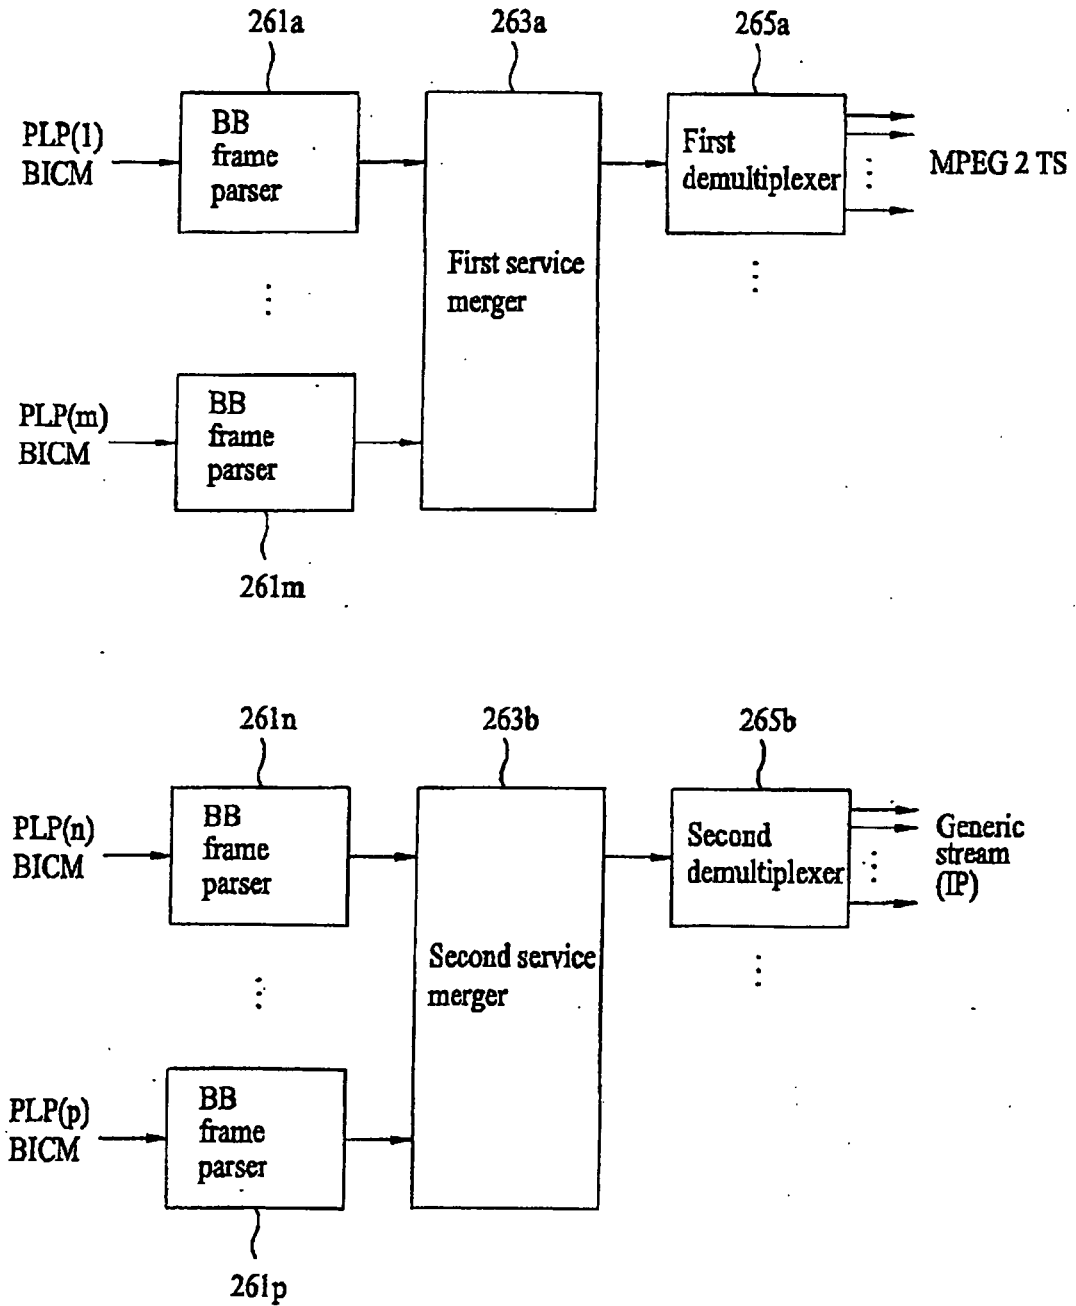 261a
263a
265a
PLP(1)
BICM
BB
frame
parser
First
demultiplexer
MPEG 2 TS
First service
merger
PLP(m)
BICM
BB
frame
parser
261m
261n
263b
265b
PLP(n)
BICM
BB
frame
parser
Second
demultiplexer
Generic
stream
(IP)
Second service
merger
PLP(p)
BICM
BB
frame
parser
261p